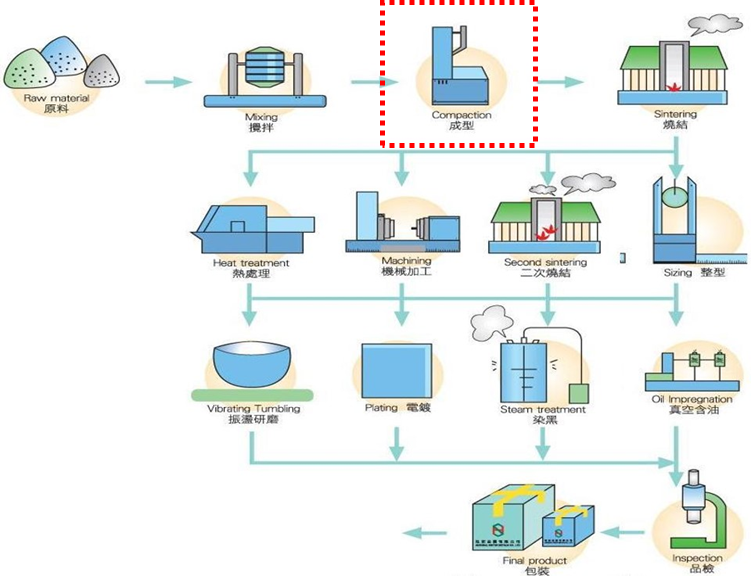 Raw material
原料
Mixing
攪拌
Compaction
成型
Sintering
燒結
Heat treatment
熱處理
Machining
機械加工
Second sintering
二次燒結
Sizing 整型
Vibrating Tumbling
振盪研磨
Plating 電鍍
Steam treatment
染黑
Oil Impregnation
真空含油
Inspection
品檢
Final product
包裝